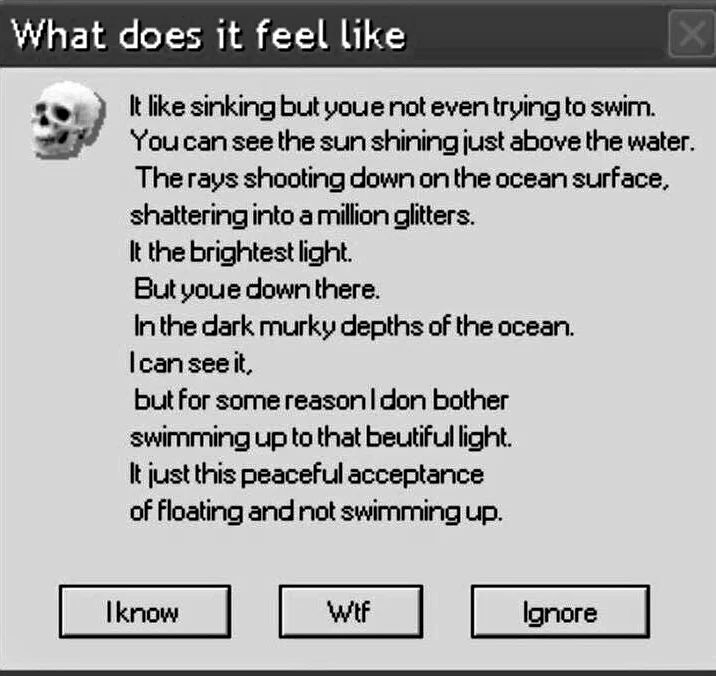 What does it feel like
It like sinking but youe not even trying to swim.
You can see the sun shining just above the water.
The rays shooting down on the ocean surface,
shattering into a million glitters.
It the brightest light.
But youe down there.
In the dark murky depths of the ocean.
I can see it,
but for some reason I don bother
swimming up to that beutiful light.
It just this peaceful acceptance
of floating and not swimming up.
I know
Wtf
Ignore